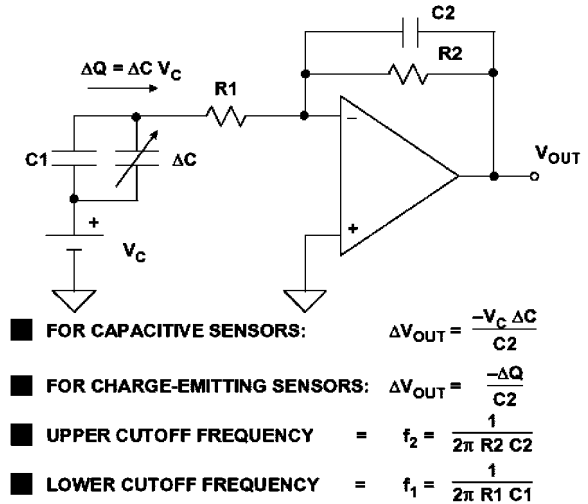 C2
ΔQ = ΔC V_C
R1
R2
C1
ΔC
−
+
V_OUT
+
V_C
FOR CAPACITIVE SENSORS: ΔV_OUT = −V_C ΔC / C2
FOR CHARGE-EMITTING SENSORS: ΔV_OUT = −ΔQ / C2
UPPER CUTOFF FREQUENCY = f_2 = 1 / 2π R2 C2
LOWER CUTOFF FREQUENCY = f_1 = 1 / 2π R1 C1